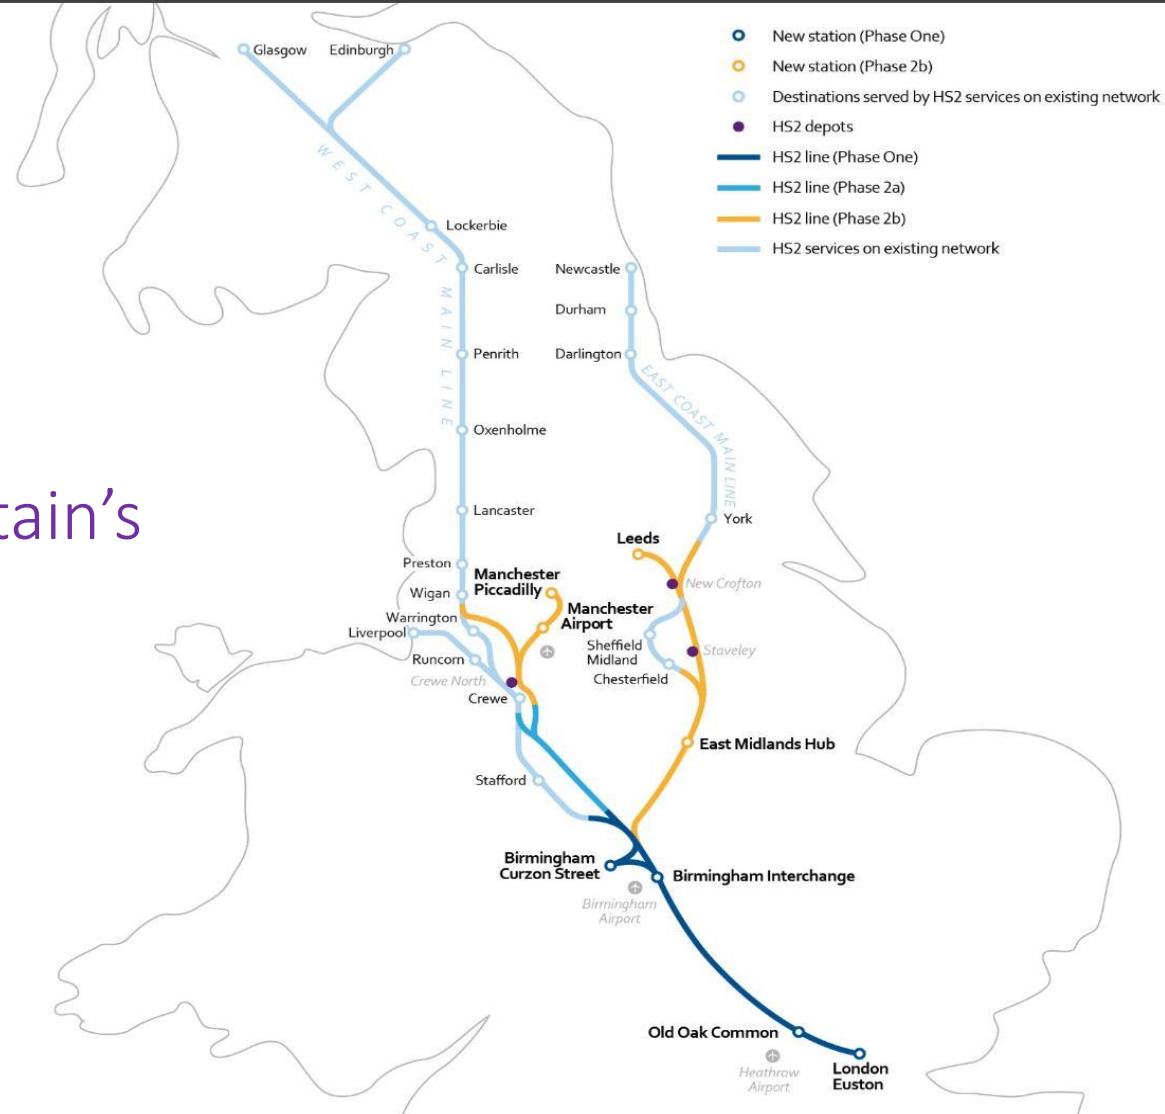 New station (Phase One)
New station (Phase 2b)
Destinations served by HS2 services on existing network
HS2 depots
HS2 line (Phase One)
HS2 line (Phase 2a)
HS2 line (Phase 2b)
HS2 services on existing network
Glasgow
Edinburgh
WEST COAST MAIN LINE
Lockerbie
Carlisle
Newcastle
Durham
Penrith
Darlington
EAST COAST MAIN LINE
Oxenholme
Lancaster
tain's
York
Leeds
Preston
Manchester
Piccadilly
New Crofton
Wigan
Manchester
Airport
Warrington
Liverpool
Sheffield
Midland
Staveley
Runcorn
Chesterfield
Crewe North
Crewe
East Midlands Hub
Stafford
Birmingham
Curzon Street
Birmingham Interchange
Birmingham
Airport
Old Oak Common
London
Euston
Heathrow
Airport